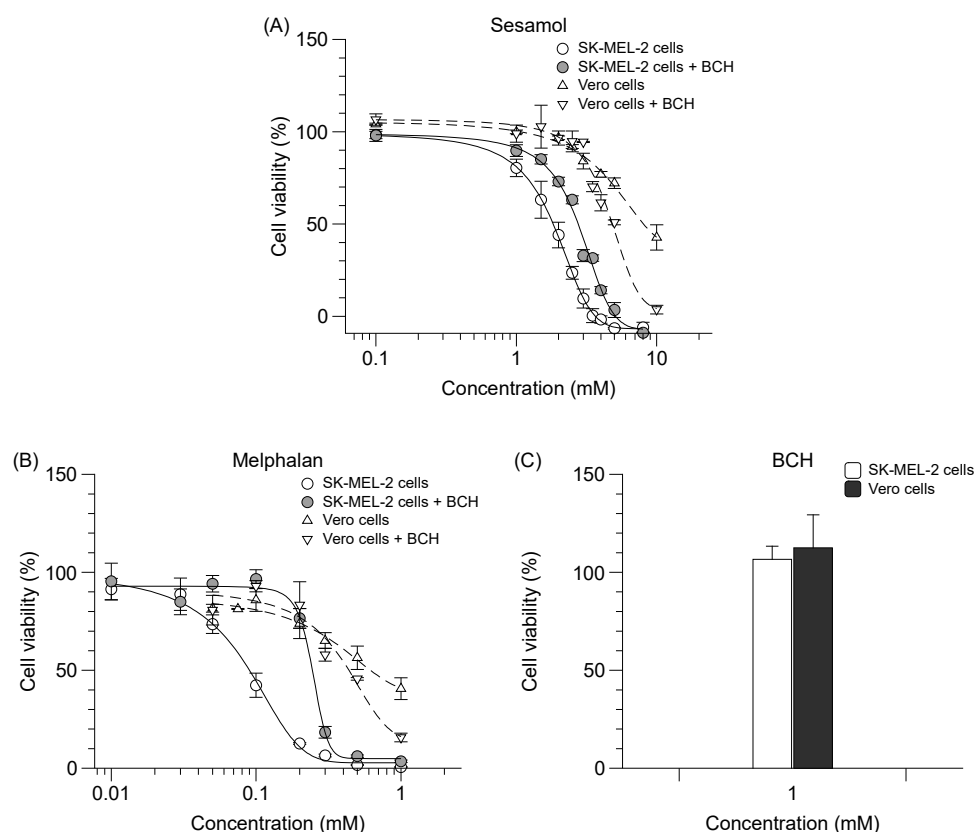 (A)
Sesamol
SK-MEL-2 cells
SK-MEL-2 cells + BCH
Vero cells
Vero cells + BCH
150
100
50
0
Cell viability (%)
0.1
1
10
Concentration (mM)
(B)
Melphalan
SK-MEL-2 cells
SK-MEL-2 cells + BCH
Vero cells
Vero cells + BCH
150
100
50
0
Cell viability (%)
0.01
0.1
1
Concentration (mM)
(C)
BCH
SK-MEL-2 cells
Vero cells
150
100
50
0
Cell viability (%)
1
Concentration (mM)